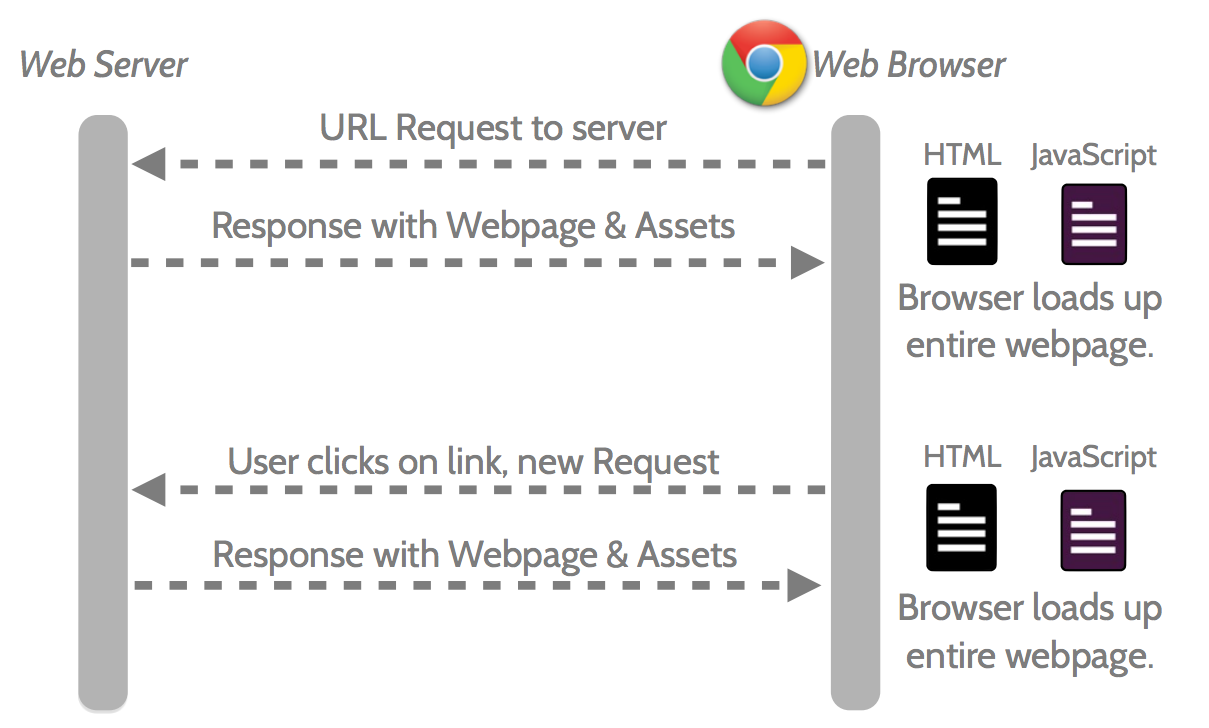 Web Server
Web Browser
URL Request to server
HTML JavaScript
Response with Webpage & Assets
Browser loads up
entire webpage.
User clicks on link, new Request
HTML JavaScript
Response with Webpage & Assets
Browser loads up
entire webpage.